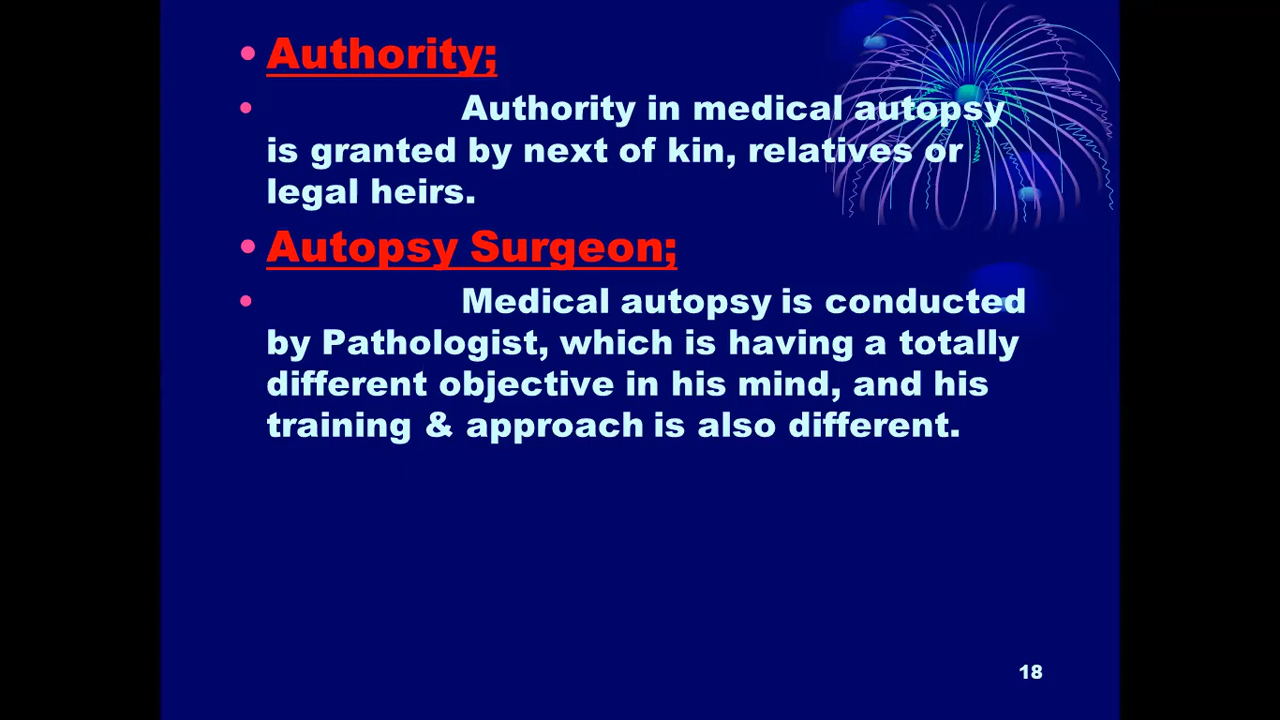 • Authority;
• Authority in medical autopsy
is granted by next of kin, relatives or
legal heirs.
• Autopsy Surgeon;
• Medical autopsy is conducted
by Pathologist, which is having a totally
different objective in his mind, and his
training & approach is also different.
18